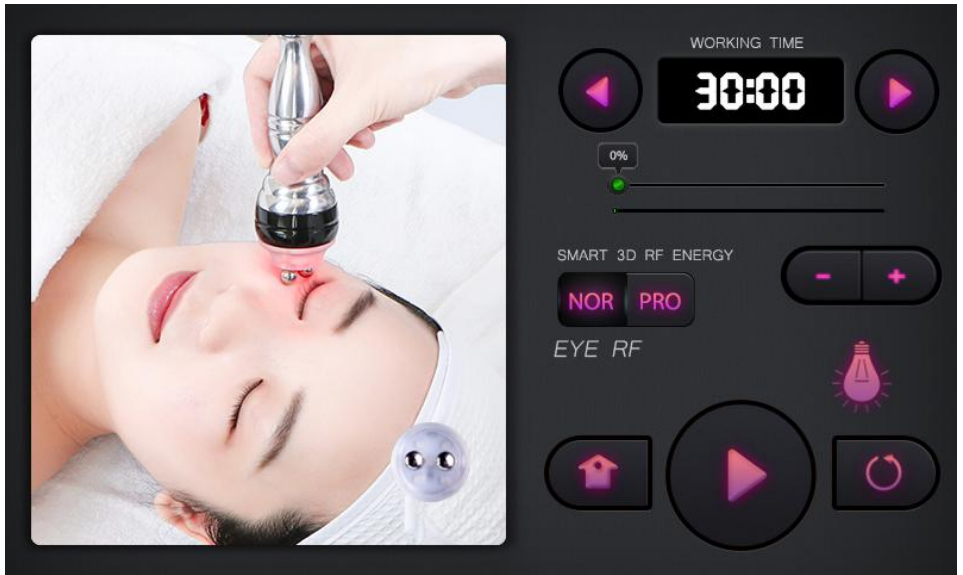 WORKING TIME
30:00
0%
SMART 3D RF ENERGY
NOR PRO
EYE RF